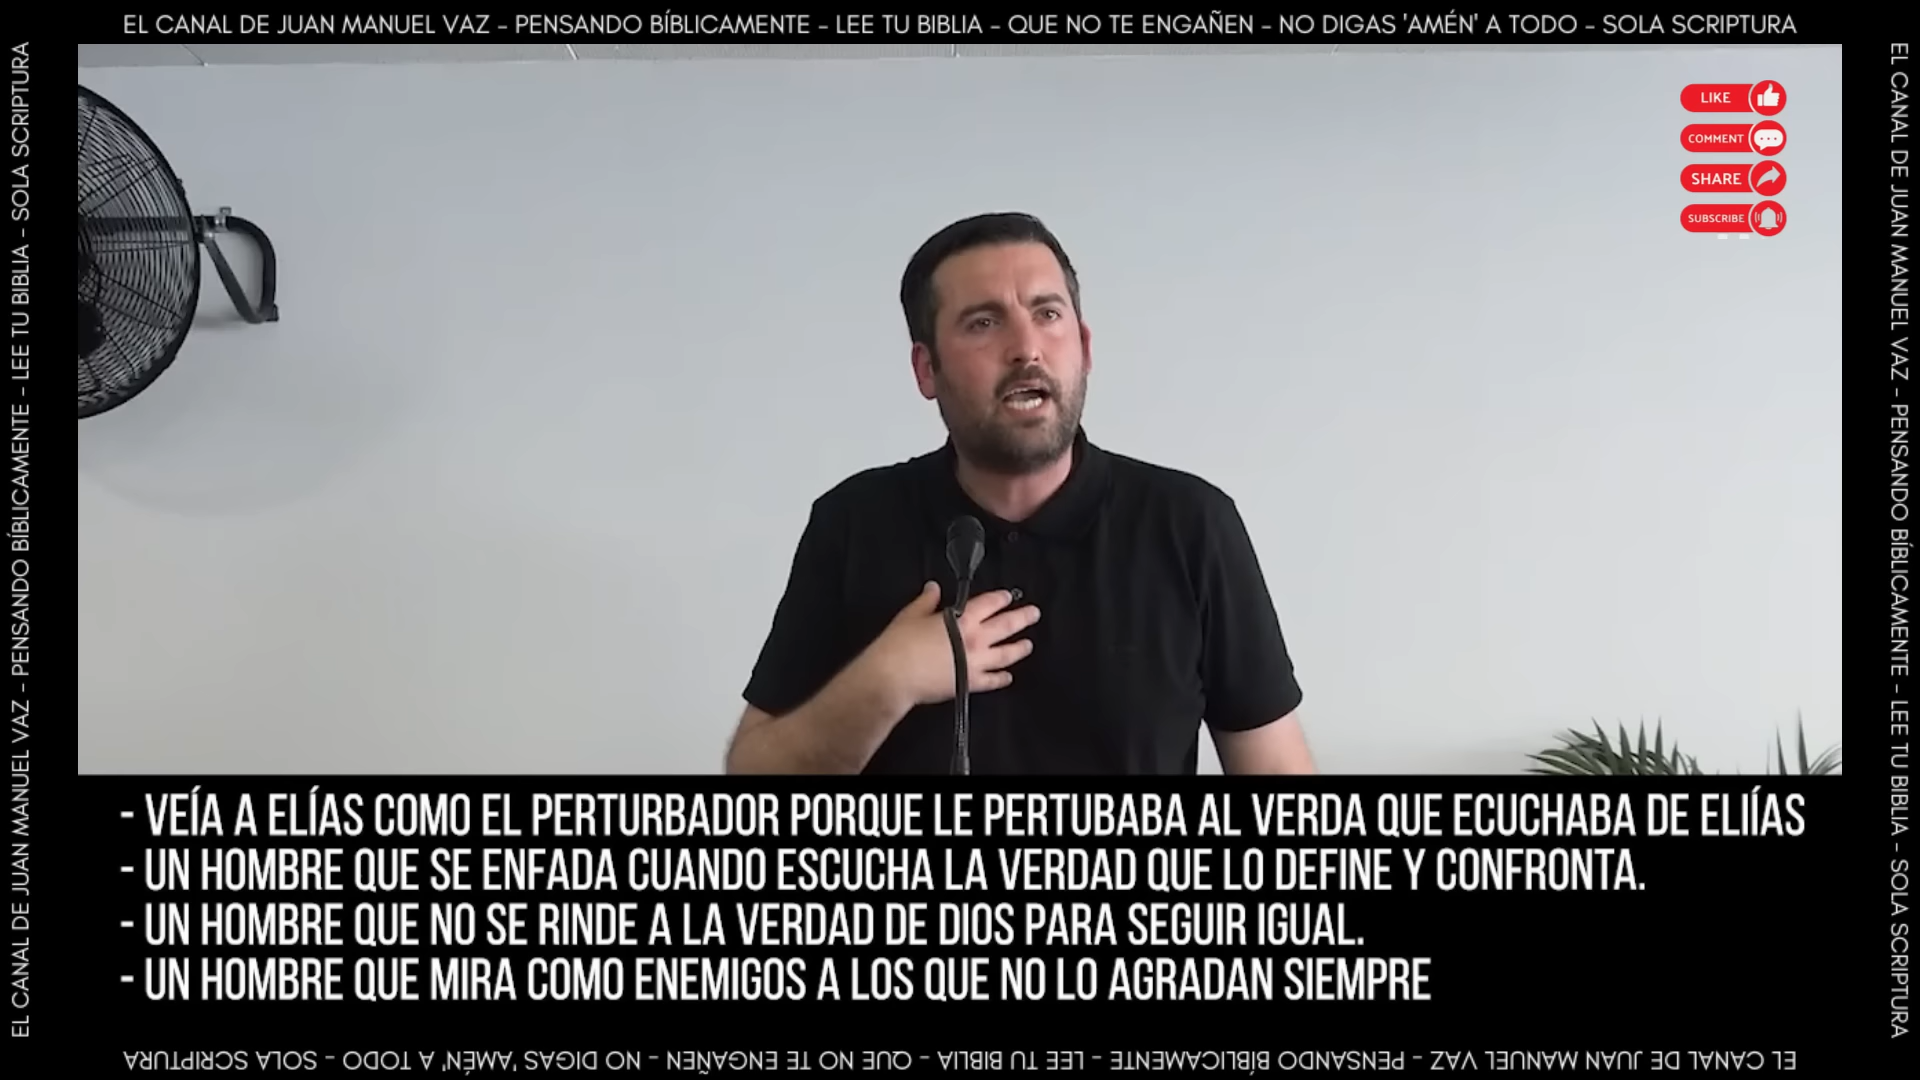 EL CANAL DE JUAN MANUEL VAZ - PENSANDO BÍBLICAMENTE - LEE TU BIBLIA - QUE NO TE ENGAÑEN - NO DIGAS 'AMÉN' A TODO - SOLA SCRIPTURA
EL CANAL DE JUAN MANUEL VAZ - PENSANDO BÍBLICAMENTE - LEE TU BIBLIA - SOLA SCRIPTURA
EL CANAL DE JUAN MANUEL VAZ - PENSANDO BÍBLICAMENTE - LEE TU BIBLIA - SOLA SCRIPTURA
LIKE
COMMENT
SHARE
SUBSCRIBE
- VEÍA A ELÍAS COMO EL PERTURBADOR PORQUE LE PERTUBABA AL VERDA QUE ECUCHABA DE ELIÍAS
- UN HOMBRE QUE SE ENFADA CUANDO ESCUCHA LA VERDAD QUE LO DEFINE Y CONFRONTA.
- UN HOMBRE QUE NO SE RINDE A LA VERDAD DE DIOS PARA SEGUIR IGUAL.
- UN HOMBRE QUE MIRA COMO ENEMIGOS A LOS QUE NO LO AGRADAN SIEMPRE
EL CANAL DE JUAN MANUEL VAZ - PENSANDO BÍBLICAMENTE - LEE TU BIBLIA - QUE NO TE ENGAÑEN - NO DIGAS 'AMÉN' A TODO - SOLA SCRIPTURA